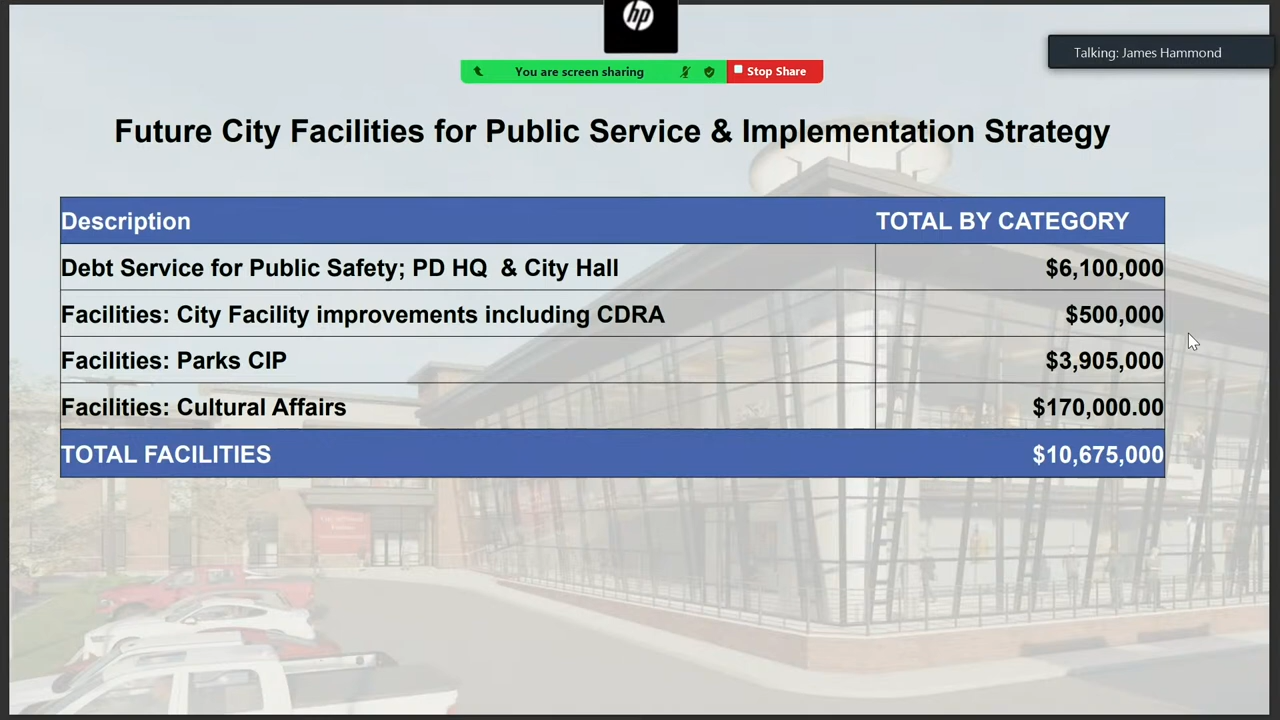 hp
Talking: James Hammond
You are screen sharing
Stop Share
Future City Facilities for Public Service & Implementation Strategy
Description TOTAL BY CATEGORY
Debt Service for Public Safety; PD HQ & City Hall $6,100,000
Facilities: City Facility improvements including CDRA $500,000
Facilities: Parks CIP $3,905,000
Facilities: Cultural Affairs $170,000.00
TOTAL FACILITIES $10,675,000